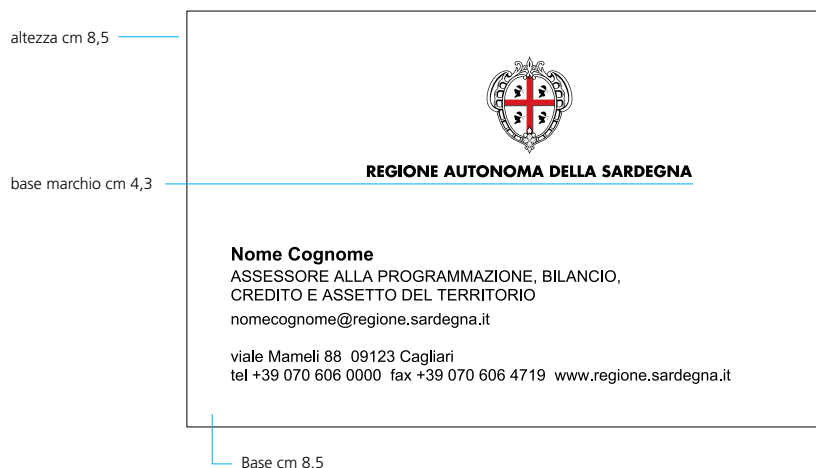 altezza cm 8,5
REGIONE AUTONOMA DELLA SARDEGNA
base marchio cm 4,3
Nome Cognome
ASSESSORE ALLA PROGRAMMAZIONE, BILANCIO,
CREDITO E ASSETTO DEL TERRITORIO
nomecognome@regione.sardegna.it
viale Mameli 88 09123 Cagliari
tel +39 070 606 0000 fax +39 070 606 4719 www.regione.sardegna.it
Base cm 8,5